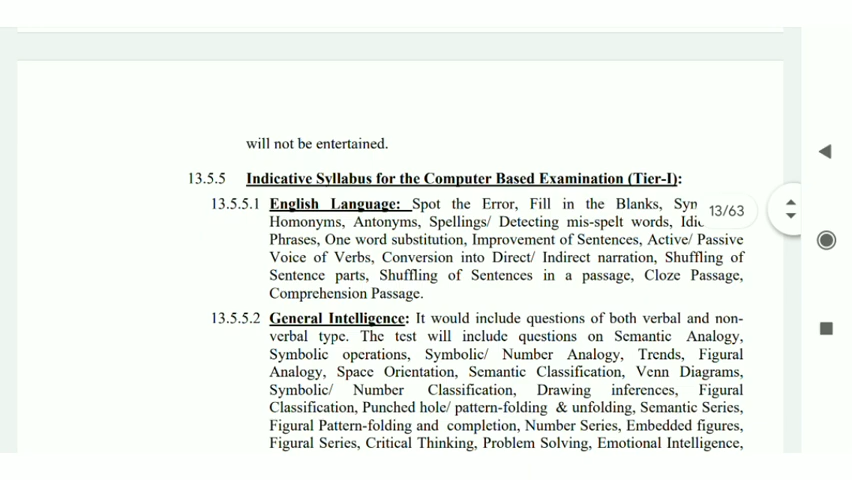 will not be entertained.
13.5.5 Indicative Syllabus for the Computer Based Examination (Tier-I):
13.5.5.1 English Language: Spot the Error, Fill in the Blanks,
13/63
Homonyms, Antonyms, Spellings/ Detecting mis-spelt words,
Phrases, One word substitution, Improvement of Sentences, Active/ Passive
Voice of Verbs, Conversion into Direct/ Indirect narration, Shuffling of
Sentence parts, Shuffling of Sentences in a passage, Cloze Passage,
Comprehension Passage.
13.5.5.2 General Intelligence: It would include questions of both verbal and non-
verbal type. The test will include questions on Semantic Analogy,
Symbolic operations, Symbolic/ Number Analogy, Trends, Figural
Analogy, Space Orientation, Semantic Classification, Venn Diagrams,
Symbolic/ Number Classification, Drawing inferences, Figural
Classification, Punched hole/ pattern-folding & unfolding, Semantic Series,
Figural Pattern-folding and completion, Number Series, Embedded figures,
Figural Series, Critical Thinking, Problem Solving, Emotional Intelligence,